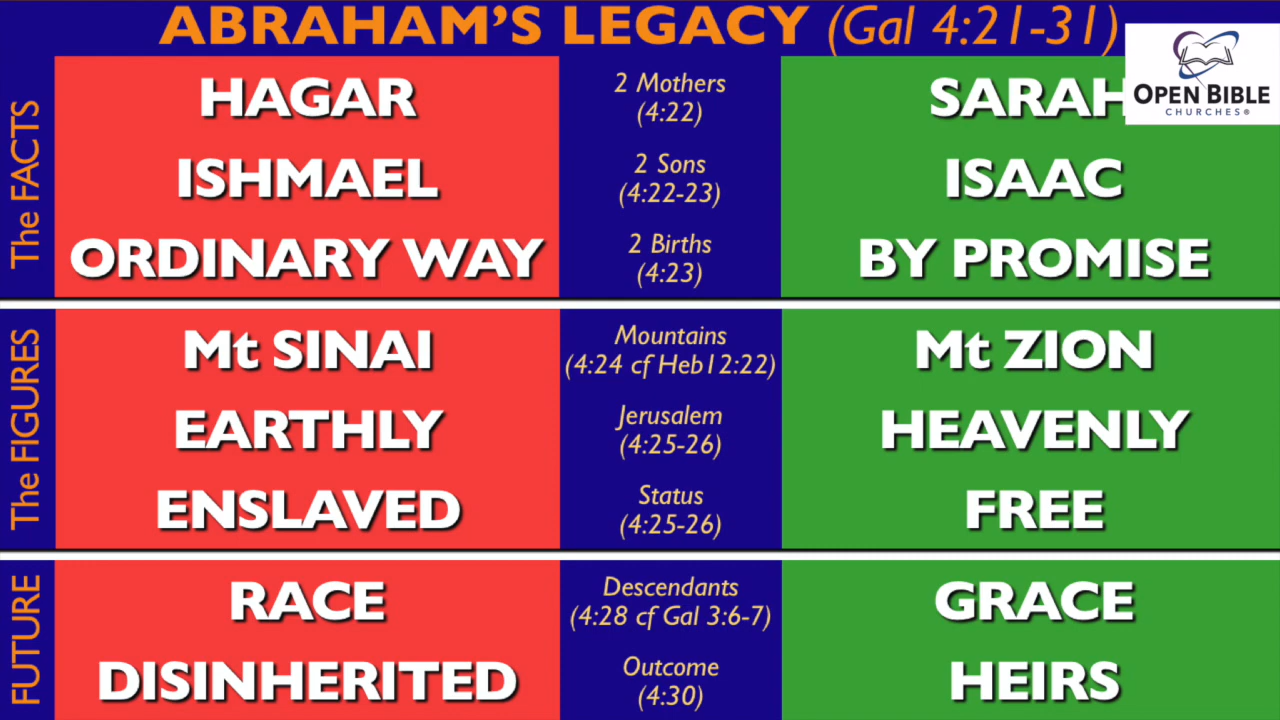 ABRAHAM'S LEGACY (Gal 4:21-31)
OPEN BIBLE
CHURCHES®
The FACTS
HAGAR
2 Mothers
(4:22)
SARAH
ISHMAEL
2 Sons
(4:22-23)
ISAAC
ORDINARY WAY
2 Births
(4:23)
BY PROMISE
The FIGURES
Mt SINAI
Mountains
(4:24 cf Heb12:22)
Mt ZION
EARTHLY
Jerusalem
(4:25-26)
HEAVENLY
ENSLAVED
Status
(4:25-26)
FREE
FUTURE
RACE
Descendants
(4:28 cf Gal 3:6-7)
GRACE
DISINHERITED
Outcome
(4:30)
HEIRS